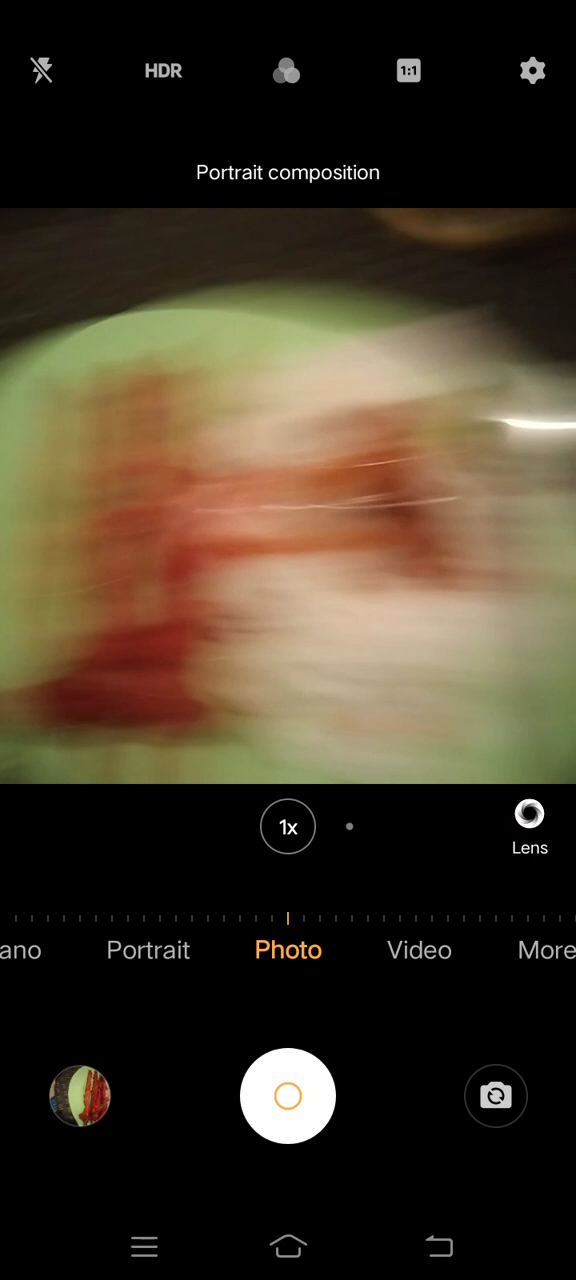 HDR
1:1
Portrait composition
1x
Lens
ano Portrait Photo Video More